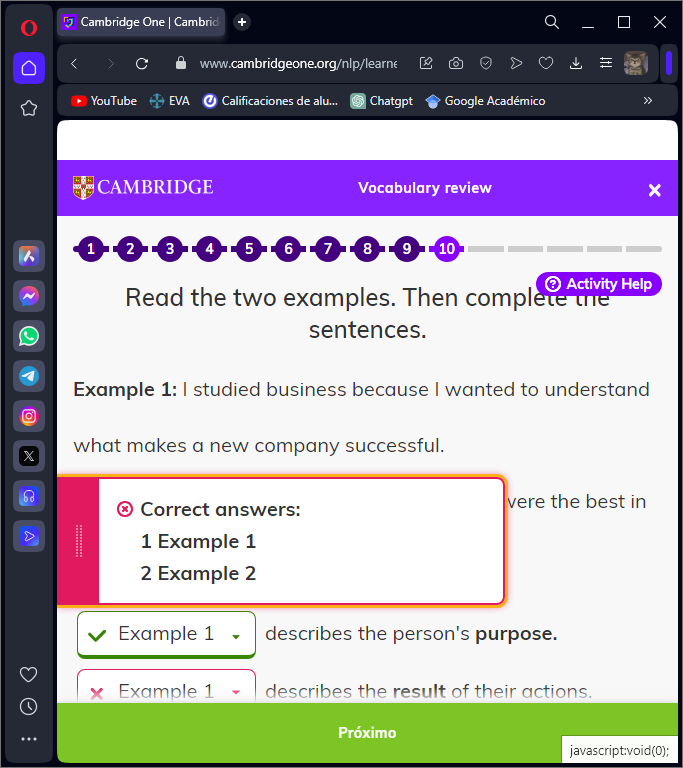 Cambridge One | Cambrid
www.cambridgeone.org/nlp/learne
YouTube
EVA
Calificaciones de alu...
Chatgpt
Google Académico
CAMBRIDGE
Vocabulary review
1 2 3 4 5 6 7 8 9 10
Activity Help
Read the two examples. Then complete the
sentences.
Example 1: I studied business because I wanted to understand
what makes a new company successful.
were the best in
Correct answers:
1 Example 1
2 Example 2
Example 1 describes the person's purpose.
Example 1 describes the result of their actions.
Próximo
javascript:void(0);